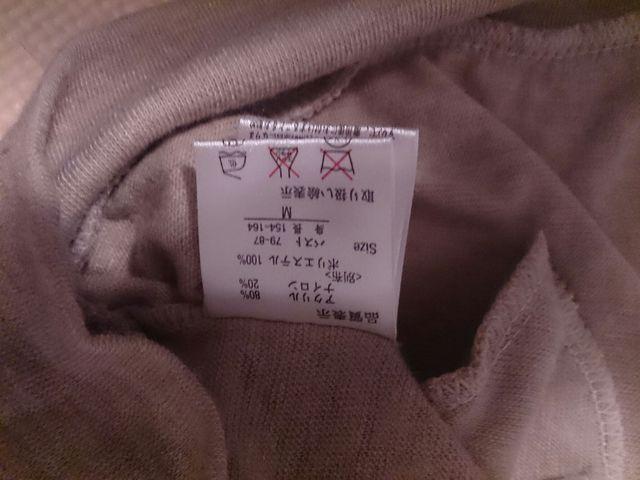 品質表示
アクリル 80%
ナイロン 20%
<別布>
ポリエステル 100%
Size
バスト 79-87
身長 154-164
M
取り扱い絵表示